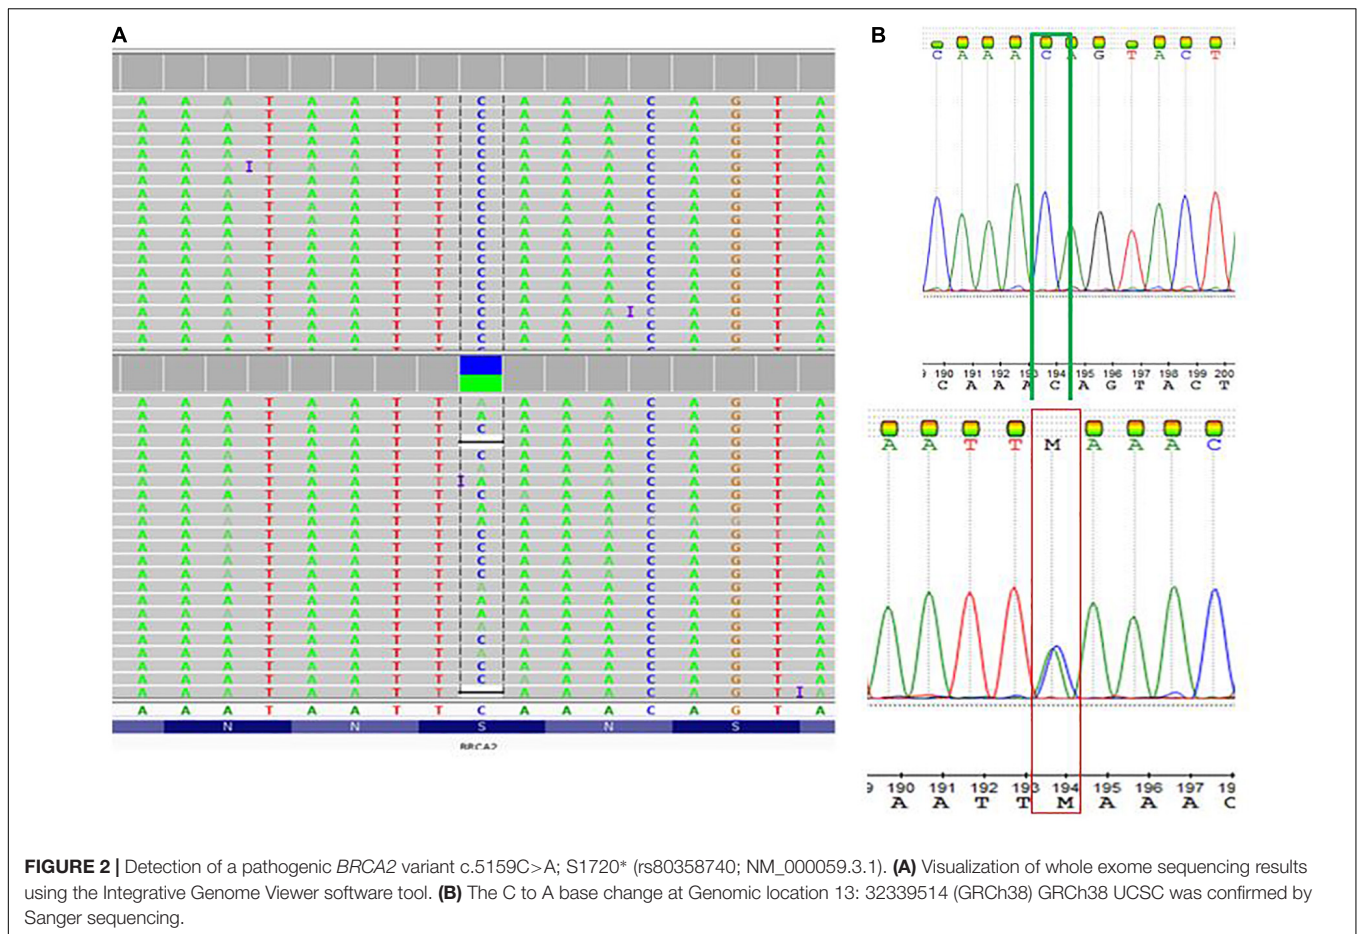 A
A A A T A A T T C A A A C A G T A
A A A T A A T T C A A A C A G T A
A A A T A A T T C A A A C A G T A
A A A T A A T T C A A A C A G T A
A A A T A A T T C A A A C A G T A
A A A I T A A T T C A A A C A G T A
A A A T A A T T C A A A C A G T A
A A A T A A T T C A A A C A G T A
A A A T A A T T C A A A C A G T A
A A A T A A T T C A A A C A G T A
A A A T A A T T C A A A C A G T A
A A A T A A T T C A A A C A G T A
A A A T A A T T C A A A C A G T A
A A A T A A T T C A A A C A G T A
A A A T A A T T C A A A C A G T A
A A A T A A T T C A A A C A G T A
A A A T A A T T C A A A I C A G T A
A A A T A A T T C A A A C A G T A
A A A T A A T T C A A A C A G T A
A A A T A A T T A A A A C A G T A
A A A T A A T T A A A A C A G T A
A A A T A A T T C A A A C A G T A
A A A T A A T T A A A C A G T A
A A A T A A T T C A A A C A G T A
A A A T A A T T A A A A C A G T A
A A A T A A T T I A A A A C A G T A
A A A T A A T T C A A A C A G T A
A A A T A A T T A A A A C A G T A
A A A T A A T T A A A A C A G T A
A A A T A A T T C A A A C A G T A
A A A T A A T T C A A A C A G T A
A A A T A A T T C A A A C A G T A
A A A T A A T T C A A A C A G T A
A A A T A A T T A A A A C A G T A
A A A T A A T T A A A A C A G T A
A A A T A A T T A A A A C A G T A
A A A T A A T T A A A A C A G T A
A A A T A A T T C A A A C A G T A
A A A T A A T T A A A A C A G T A
A A A T A A T T C A A A C A G T A
A A A T A A T T C A A A C A G T A
A A A T A A T T A A A C A G T I A
A A A T A A T T C A A A C A G T A
N N S N S
BRCA2
B
C A A A C A G T A C T
9 190 191 192 193 194 195 196 197 198 199 200
C A A A C A G T A C T
A A T T M A A A C
9 190 191 192 193 194 195 196 197 19
A A T T M A A A C
FIGURE 2 | Detection of a pathogenic BRCA2 variant c.5159C>A; S1720* (rs80358740; NM_000059.3.1). (A) Visualization of whole exome sequencing results
using the Integrative Genome Viewer software tool. (B) The C to A base change at Genomic location 13: 32339514 (GRCh38) GRCh38 UCSC was confirmed by
Sanger sequencing.